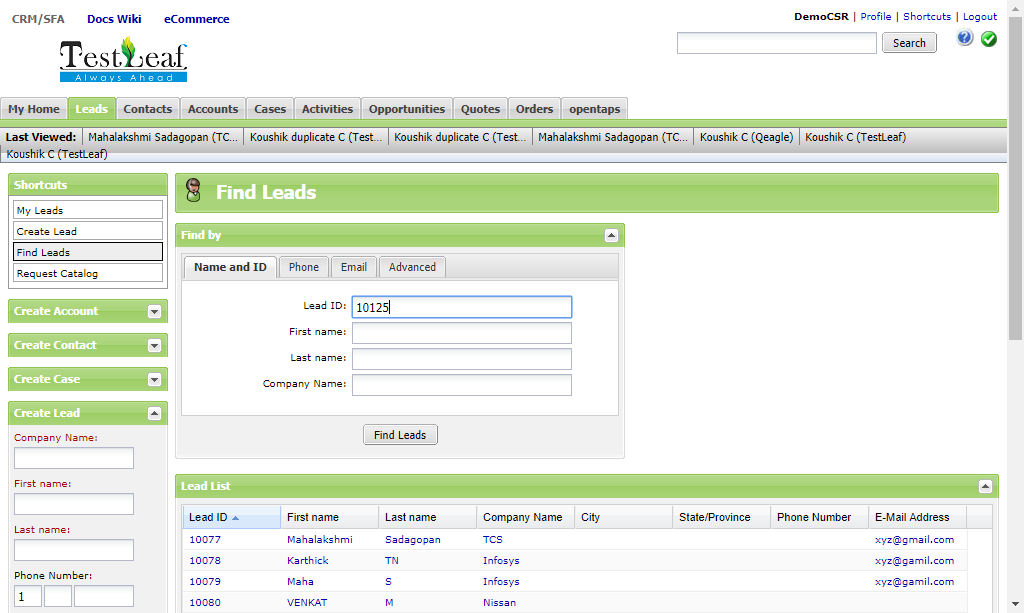 CRM/SFA Docs Wiki eCommerce
DemoCSR | Profile | Shortcuts | Logout
Search
TestLeaf
Always Ahead
My Home Leads Contacts Accounts Cases Activities Opportunities Quotes Orders opentaps
Last Viewed: Mahalakshmi Sadagopan (TC... Koushik duplicate C (Test... Koushik duplicate C (Test... Mahalakshmi Sadagopan (TC... Koushik C (Qeagle) Koushik C (TestLeaf)
Koushik C (TestLeaf)
Shortcuts
My Leads
Create Lead
Find Leads
Request Catalog
Create Account
Create Contact
Create Case
Create Lead
Company Name:
First name:
Last name:
Phone Number:
1
Find Leads
Find by
Name and ID Phone Email Advanced
Lead ID: 10125
First name:
Last name:
Company Name:
Find Leads
Lead List
Lead ID First name Last name Company Name City State/Province Phone Number E-Mail Address
10077 Mahalakshmi Sadagopan TCS xyz@gmail.com
10078 Karthick TN Infosys xyz@gamil.com
10079 Maha S Infosys xyz@gamil.com
10080 VENKAT M Nissan